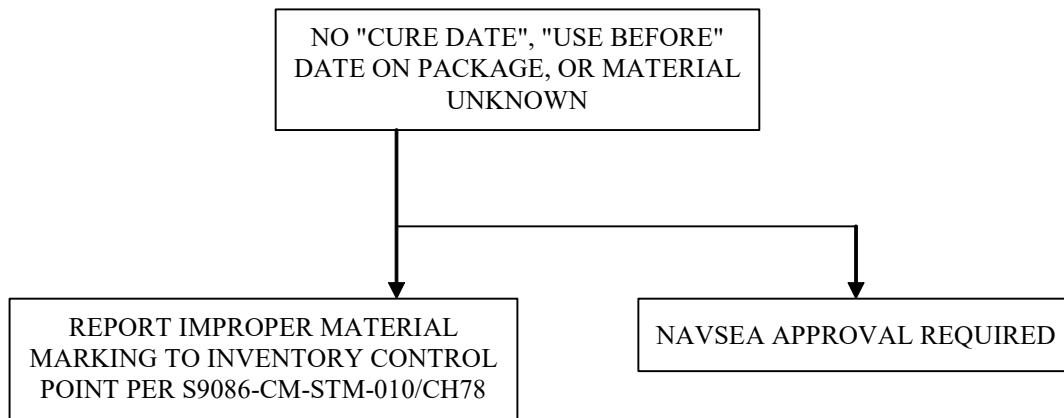 NO "CURE DATE", "USE BEFORE"
DATE ON PACKAGE, OR MATERIAL
UNKNOWN
REPORT IMPROPER MATERIAL
MARKING TO INVENTORY CONTROL
POINT PER S9086-CM-STM-010/CH78
NAVSEA APPROVAL REQUIRED